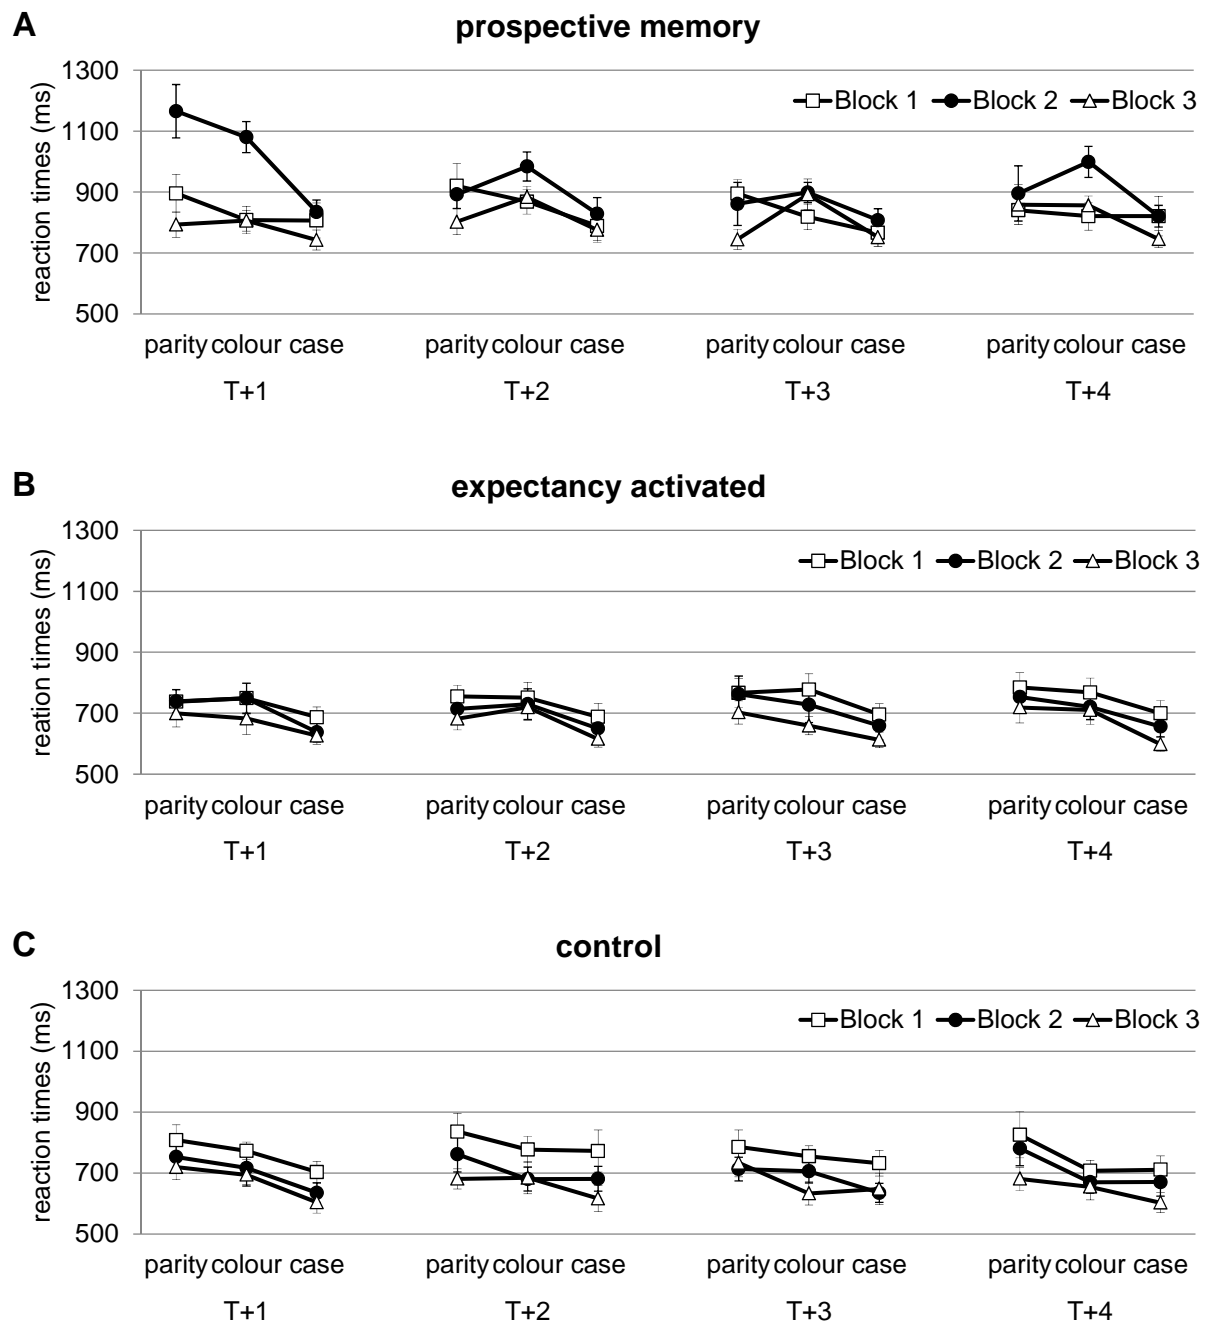 A
prospective memory
1300
1100
900
700
500
reaction times (ms)
Block 1 Block 2 Block 3
parity colour case parity colour case parity colour case parity colour case
T+1 T+2 T+3 T+4
B
expectancy activated
1300
1100
900
700
500
reation times (ms)
Block 1 Block 2 Block 3
parity colour case parity colour case parity colour case parity colour case
T+1 T+2 T+3 T+4
C
control
1300
1100
900
700
500
reaction times (ms)
Block 1 Block 2 Block 3
parity colour case parity colour case parity colour case parity colour case
T+1 T+2 T+3 T+4